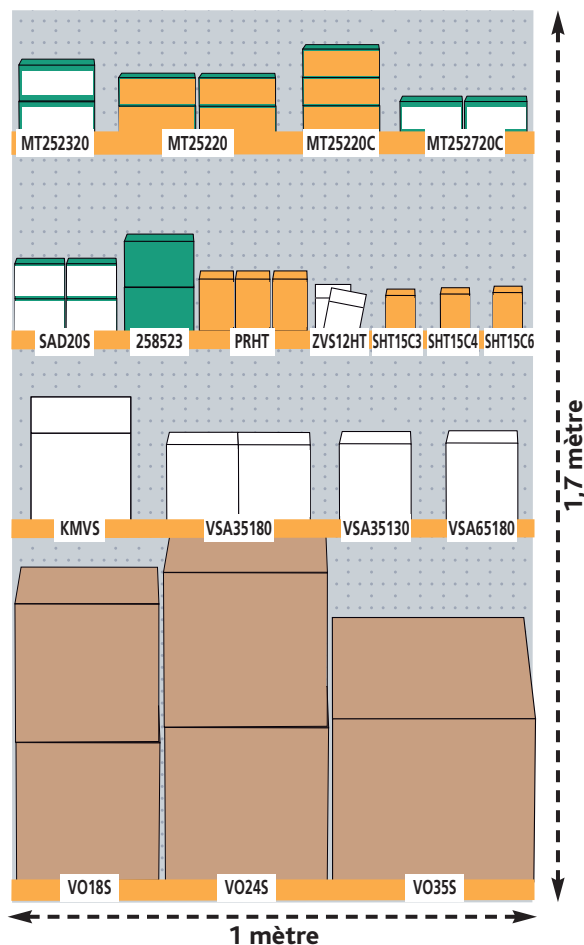 MT252320 MT25220 MT25220C MT252720C
SAD20S 258523 PRHT ZVS12HT SHT15C3 SHT15C4 SHT15C6
KMVS VSA35180 VSA35130 VSA65180
VO18S VO24S VO35S
1,7 mètre
1 mètre